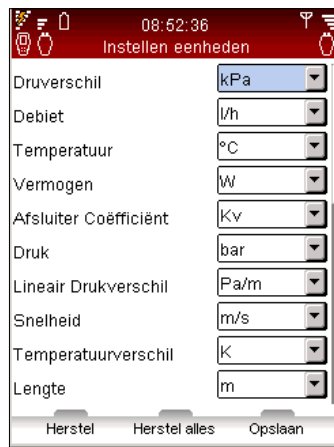 08:52:36
Instellen eenheden
Druverschil kPa
Debiet l/h
Temperatuur °C
Vermogen W
Afsluiter Coëfficiënt Kv
Druk bar
Lineair Drukverschil Pa/m
Snelheid m/s
Temperatuurverschil K
Lengte m
Herstel Herstel alles Opslaan